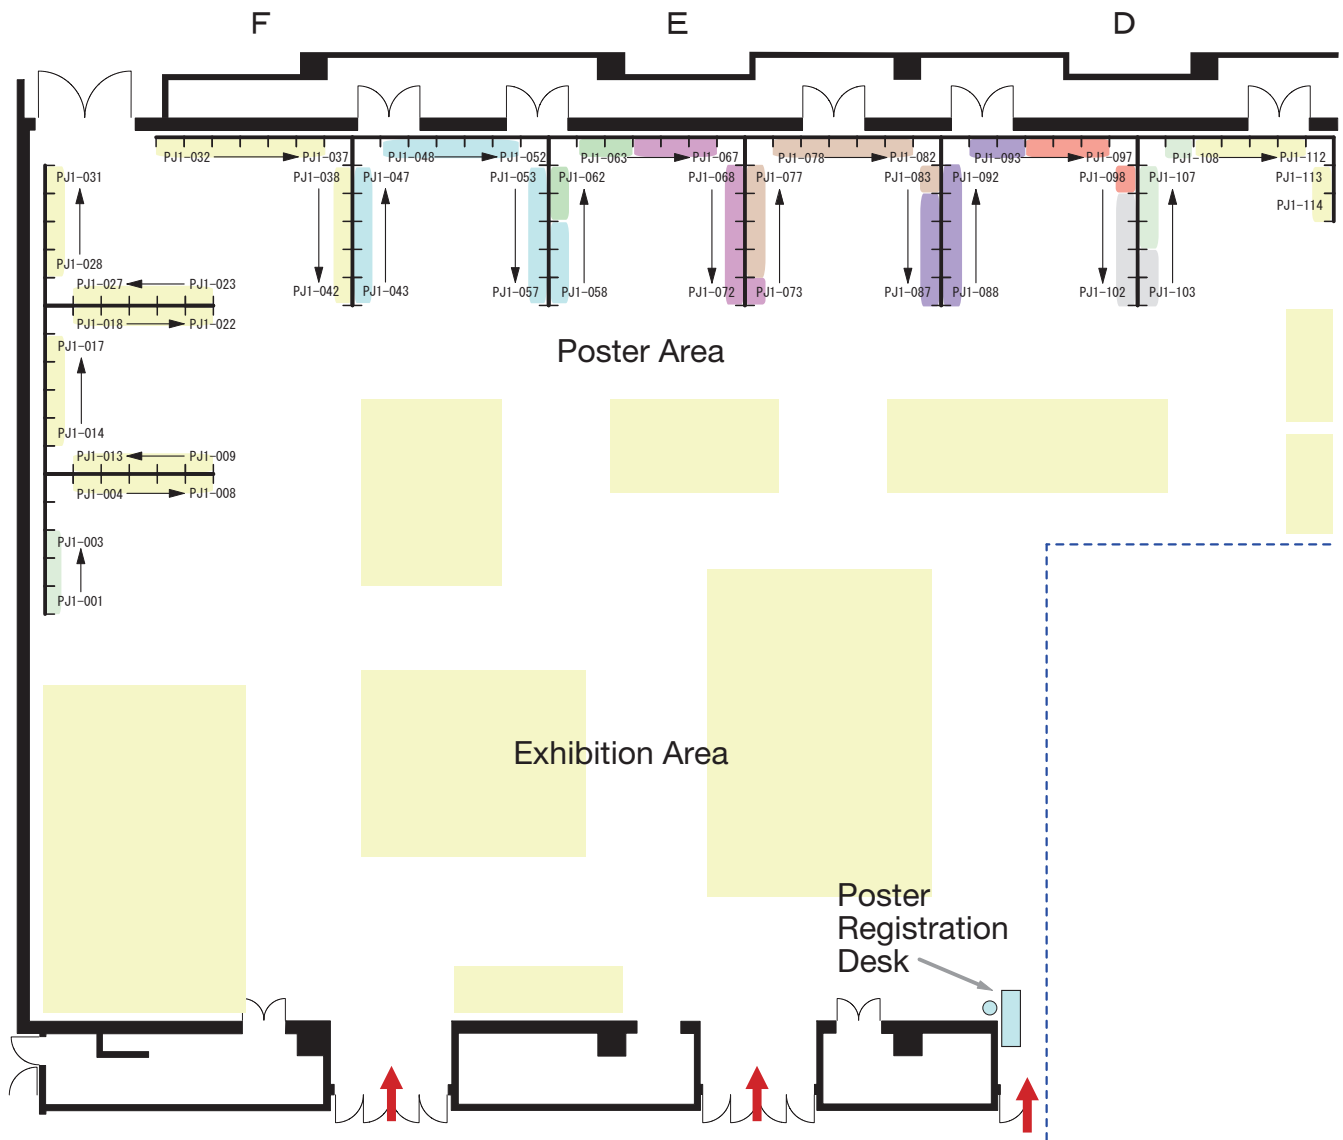 F E D
PJ1-032 PJ1-037 PJ1-048 PJ1-052 PJ1-063 PJ1-067 PJ1-078 PJ1-082 PJ1-093 PJ1-097 PJ1-108 PJ1-112
PJ1-031 PJ1-038 PJ1-047 PJ1-053 PJ1-062 PJ1-068 PJ1-077 PJ1-083 PJ1-092 PJ1-098 PJ1-107 PJ1-113
PJ1-114
PJ1-028
PJ1-027 PJ1-023 PJ1-042 PJ1-043 PJ1-057 PJ1-058 PJ1-072 PJ1-073 PJ1-087 PJ1-088 PJ1-102 PJ1-103
PJ1-018 PJ1-022
PJ1-017
Poster Area
PJ1-014
PJ1-013 PJ1-009
PJ1-004 PJ1-008
PJ1-003
PJ1-001
Exhibition Area
Poster
Registration
Desk